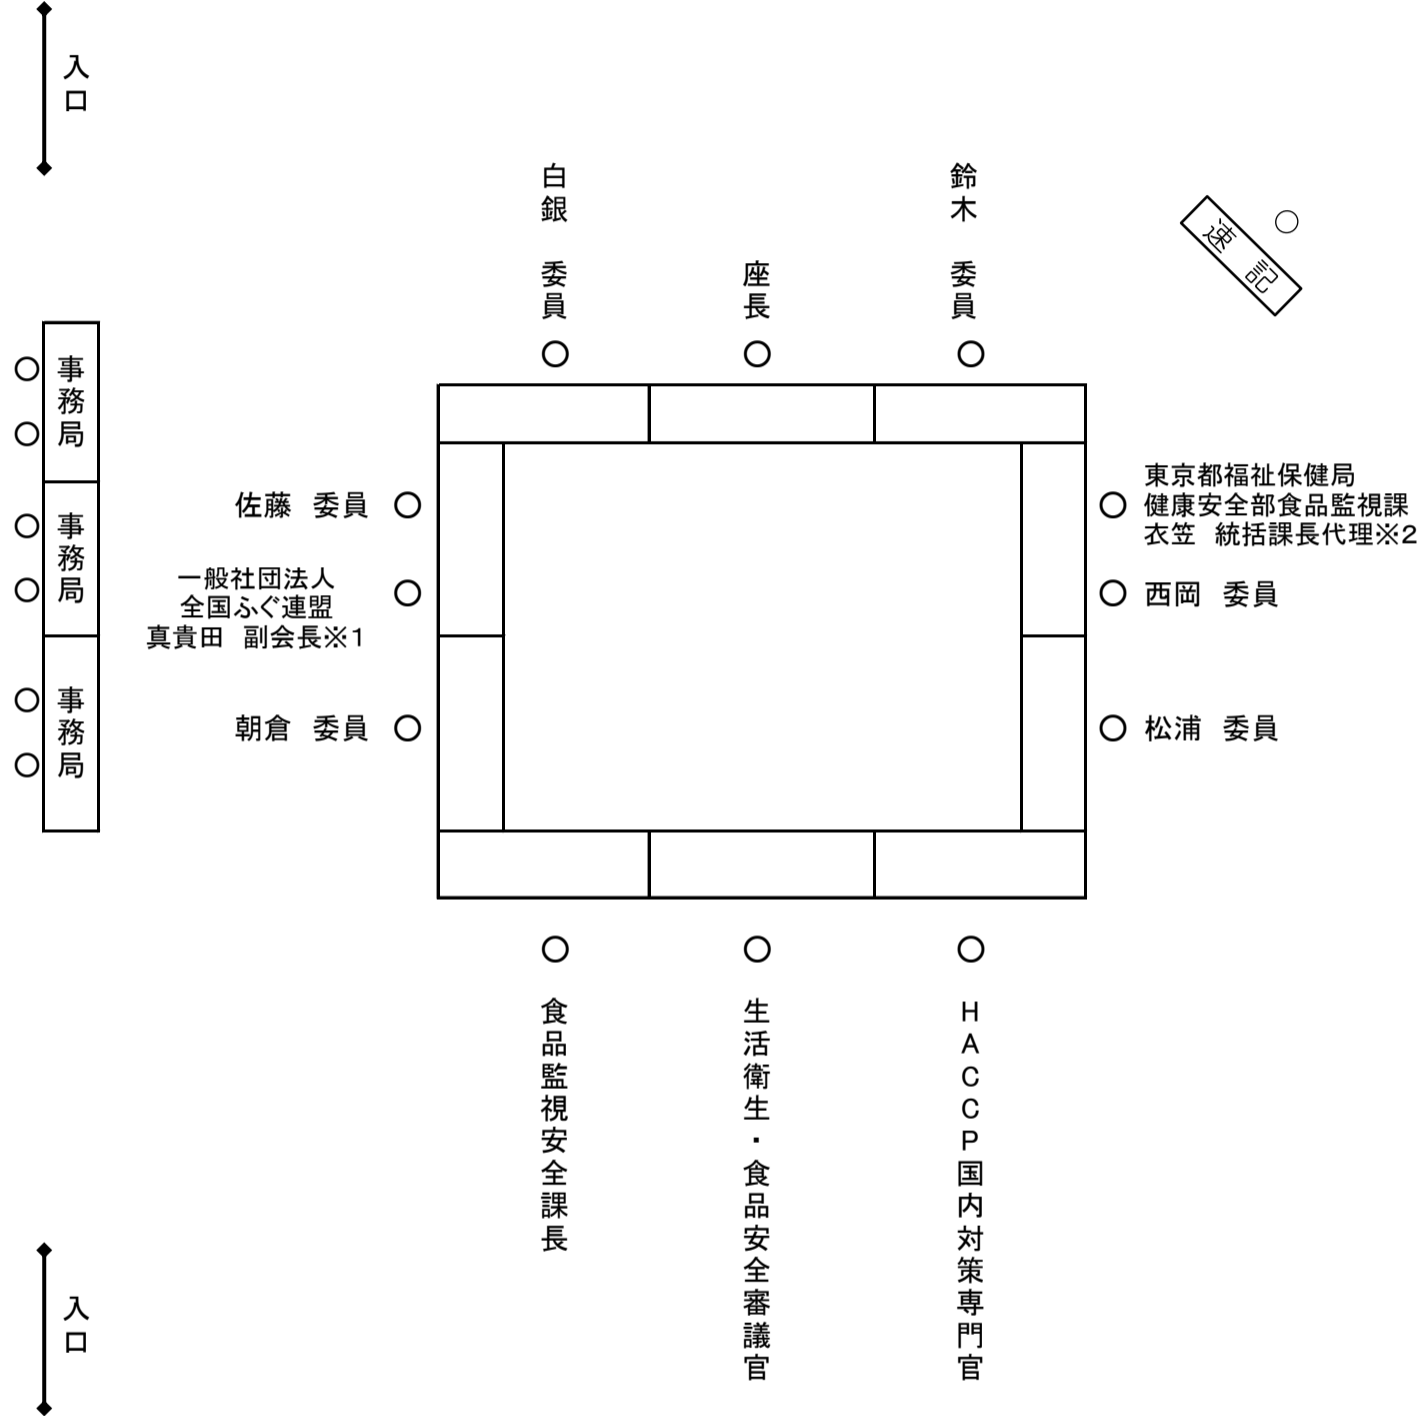 入口
白銀　委員
座長
鈴木　委員
速記
事務局
事務局
事務局
佐藤　委員
一般社団法人
全国ふぐ連盟
真貴田　副会長※1
朝倉　委員
東京都福祉保健局
健康安全部食品監視課
衣笠　統括課長代理※2
西岡　委員
松浦　委員
食品監視安全課長
生活衛生・食品安全審議官
HACCP国内対策専門官
入口